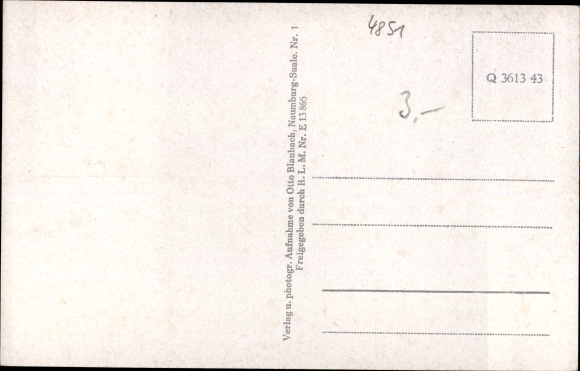 4851
Q 3613 43
3,-
Verlag u. photogr. Aufnahme von Otto Blaubach, Naumburg-Saale. Nr. 1
Freigegeben durch R. L. M. Nr. E 13 865